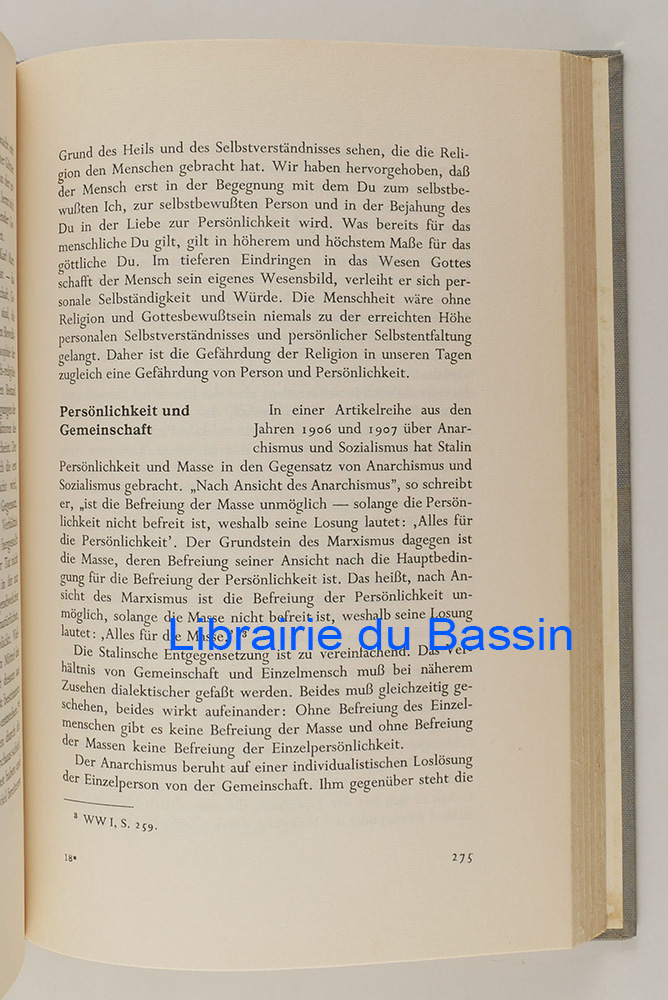 Grund des Heils und des Selbstverständnisses sehen, die die Reli-
gion den Menschen gebracht hat. Wir haben hervorgehoben, daß
der Mensch erst in der Begegnung mit dem Du zum selbstbe-
wußten Ich, zur selbstbewußten Person und in der Bejahung des
Du in der Liebe zur Persönlichkeit wird. Was bereits für das
menschliche Du gilt, gilt in höherem und höchstem Maße für das
göttliche Du. Im tieferen Eindringen in das Wesen Gottes
schafft der Mensch sein eigenes Wesensbild, verleiht er sich per-
sonale Selbständigkeit und Würde. Die Menschheit wäre ohne
Religion und Gottesbewußtsein niemals zu der erreichten Höhe
personalen Selbstverständnisses und persönlicher Selbstentfaltung
gelangt. Daher ist die Gefährdung der Religion in unseren Tagen
zugleich eine Gefährdung von Person und Persönlichkeit.
Persönlichkeit und
Gemeinschaft
In einer Artikelreihe aus den
Jahren 1906 und 1907 über Anar-
chismus und Sozialismus hat Stalin
Persönlichkeit und Masse in den Gegensatz von Anarchismus und
Sozialismus gebracht. „Nach Ansicht des Anarchismus", so schreibt
er, „ist die Befreiung der Masse unmöglich — solange die Persön-
lichkeit nicht befreit ist, weshalb seine Losung lautet: ‚Alles für
die Persönlichkeit'. Der Grundstein des Marxismus dagegen ist
die Masse, deren Befreiung seiner Ansicht nach die Hauptbedin-
gung für die Befreiung der Persönlichkeit ist. Das heißt, nach An-
sicht des Marxismus ist die Befreiung der Persönlichkeit un-
möglich, solange die Masse nicht befreit ist, weshalb seine Losung
lautet: ‚Alles für die Masse'."⁸
Librairie du Bassin
Die Stalinsche Entgegensetzung ist zu vereinfachend. Das Ver-
hältnis von Gemeinschaft und Einzelmensch muß bei näherem
Zusehen dialektischer gefaßt werden. Beides muß gleichzeitig ge-
schehen, beides wirkt aufeinander: Ohne Befreiung des Einzel-
menschen gibt es keine Befreiung der Masse und ohne Befreiung
der Massen keine Befreiung der Einzelpersönlichkeit.
Der Anarchismus beruht auf einer individualistischen Loslösung
der Einzelperson von der Gemeinschaft. Ihm gegenüber steht die
⁸ WW I, S. 259.
18*
275